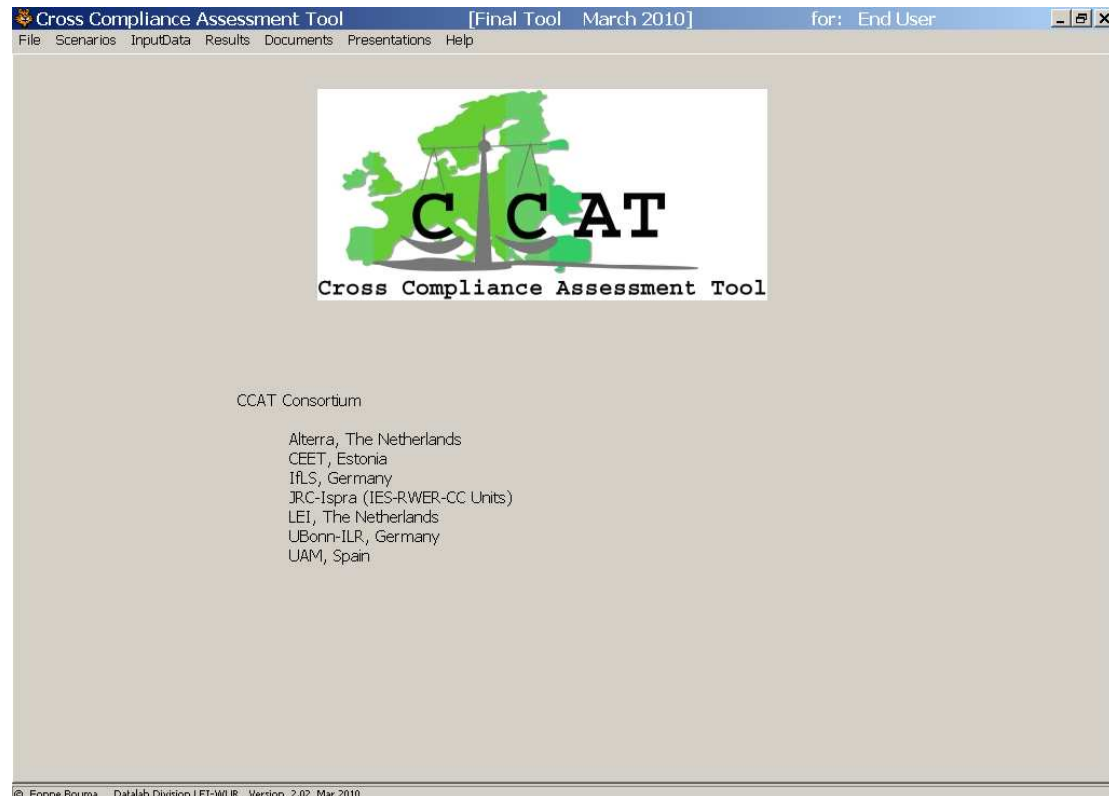 Cross Compliance Assessment Tool [Final Tool March 2010] for: End User
File Scenarios InputData Results Documents Presentations Help
C C AT
Cross Compliance Assessment Tool
CCAT Consortium
Alterra, The Netherlands
CEET, Estonia
IfLS, Germany
JRC-Ispra (IES-RWER-CC Units)
LEI, The Netherlands
UBonn-ILR, Germany
UAM, Spain
© Foppe Bouma Datalab Division LEI-WUR Version 2.02 Mar 2010